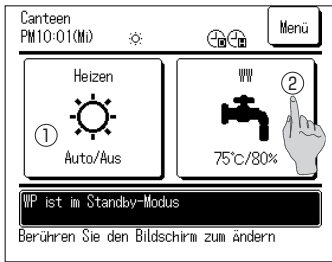 Canteen
PM10:01(Mi)
Menü
Heizen
①
Auto/Aus
WW
②
75°C/80%
WP ist im Standby-Modus
Berühren Sie den Bildschirm zum Ändern